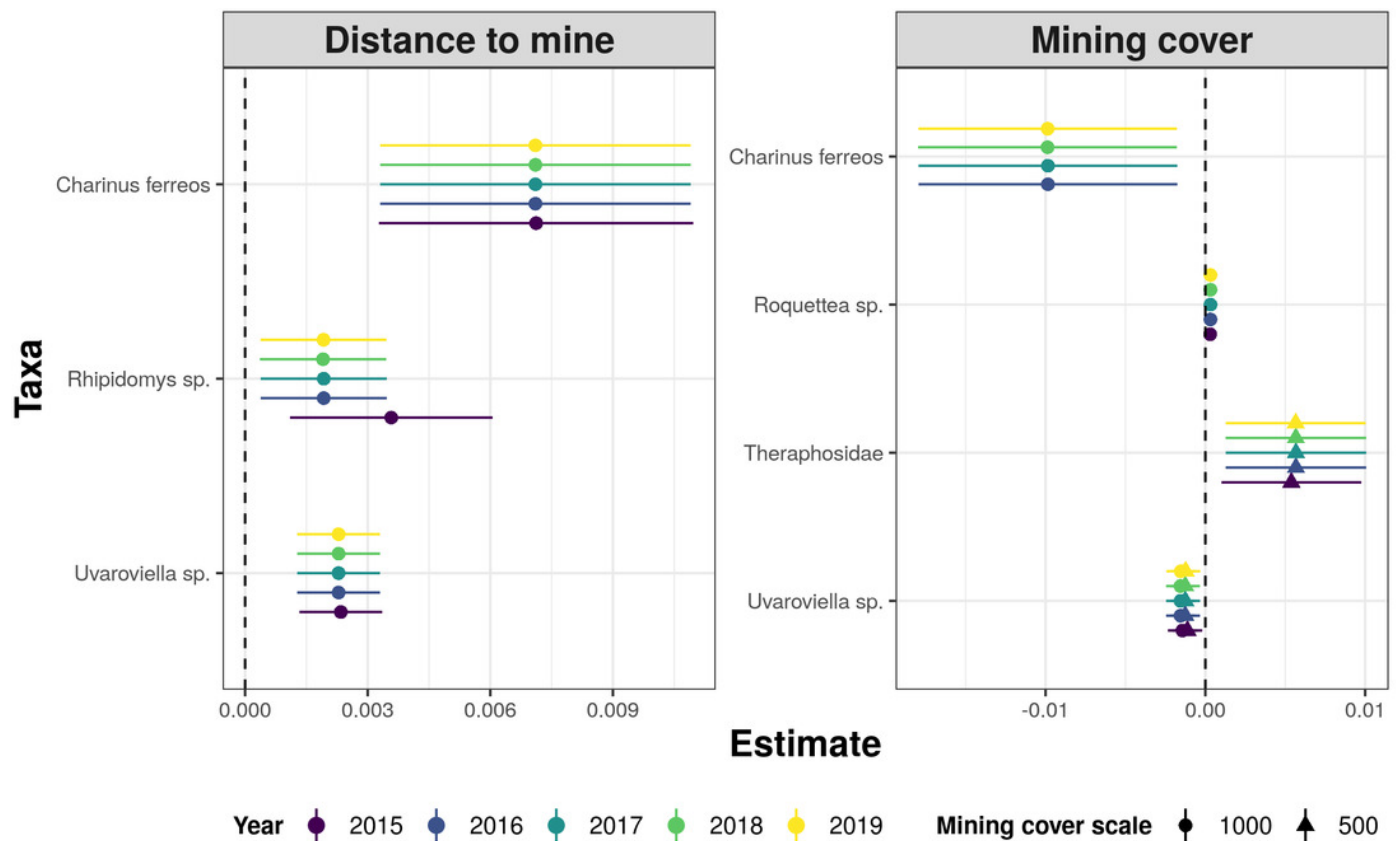 Distance to mine
Mining cover
Taxa
Charinus ferreos
Rhipidomys sp.
Uvaroviella sp.
0.000 0.003 0.006 0.009
Charinus ferreos
Roquettea sp.
Theraphosidae
Uvaroviella sp.
-0.01 0.00 0.01
Estimate
Year 2015 2016 2017 2018 2019 Mining cover scale 1000 500